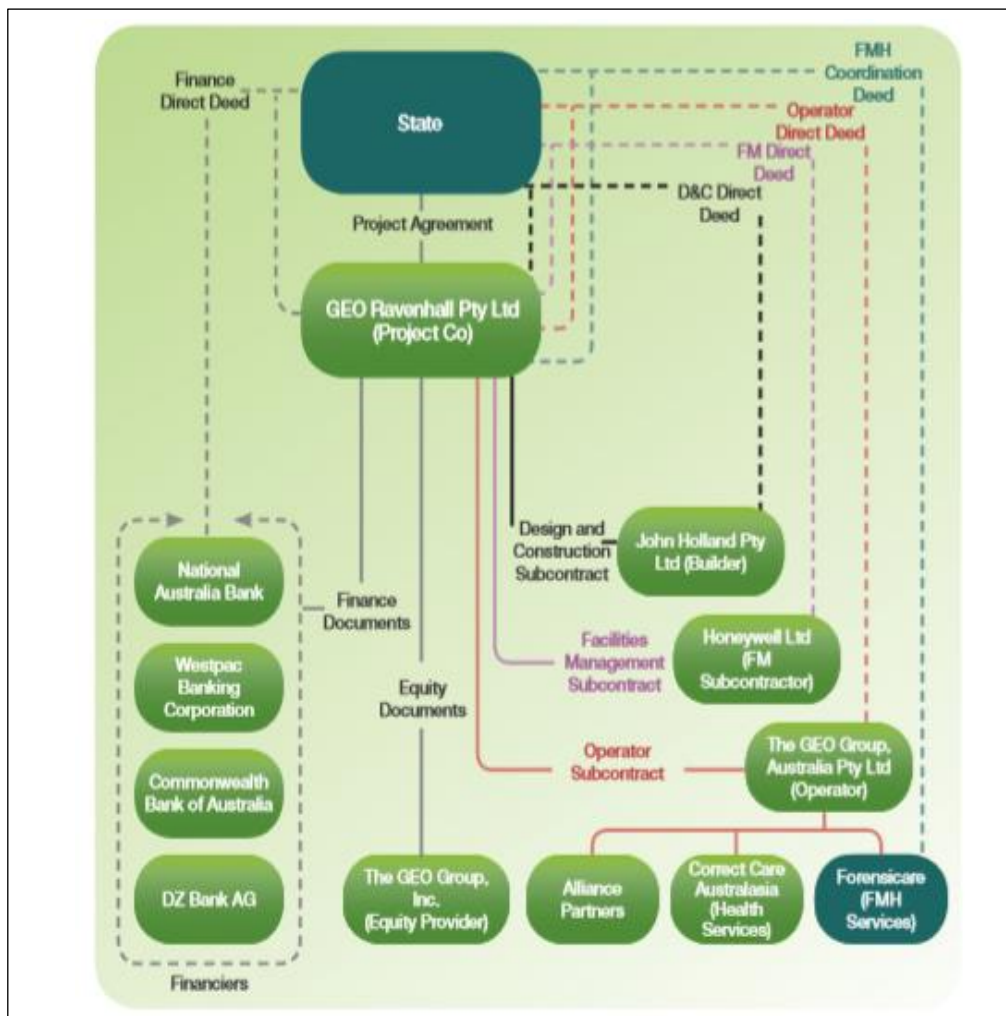 Finance
Direct Deed
State
FMH
Coordination
Deed
Operator
Direct Deed
FM Direct
Deed
D&C Direct
Deed
Project Agreement
GEO Ravenhall Pty Ltd
(Project Co)
National
Australia Bank
Westpac
Banking
Corporation
Commonwealth
Bank of Australia
DZ Bank AG
Financiers
Finance
Documents
Equity
Documents
Design and
Construction
Subcontract
John Holland Pty
Ltd (Builder)
Facilities
Management
Subcontract
Honeywell Ltd
(FM
Subcontractor)
Operator
Subcontract
The GEO Group,
Australia Pty Ltd
(Operator)
The GEO Group,
Inc.
(Equity Provider)
Alliance
Partners
Correct Care
Australasia
(Health
Services)
Forensicare
(FMH
Services)